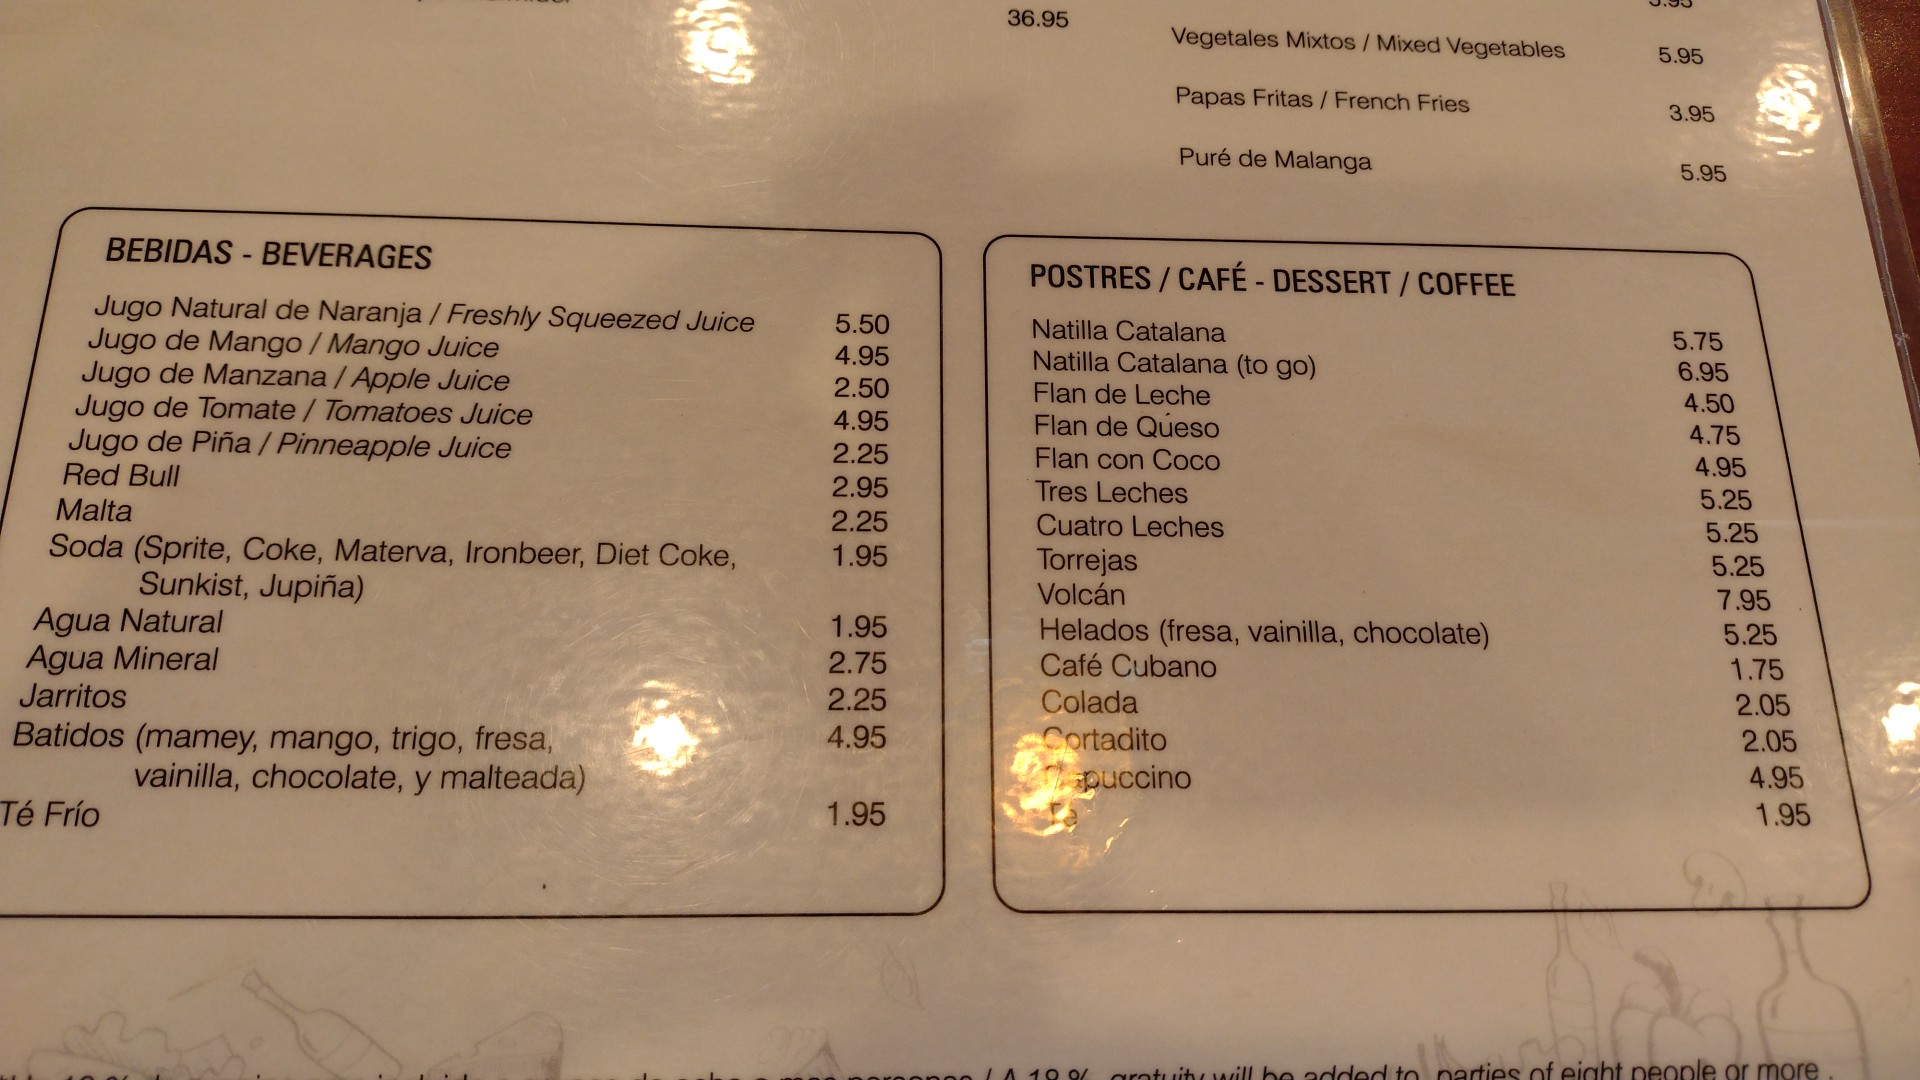 36.95
Vegetales Mixtos / Mixed Vegetables 5.95
Papas Fritas / French Fries 3.95
Puré de Malanga 5.95
BEBIDAS - BEVERAGES
Jugo Natural de Naranja / Freshly Squeezed Juice 5.50
Jugo de Mango / Mango Juice 4.95
Jugo de Manzana / Apple Juice 2.50
Jugo de Tomate / Tomatoes Juice 4.95
Jugo de Piña / Pinneapple Juice 2.25
Red Bull 2.95
Malta 2.25
Soda (Sprite, Coke, Materva, Ironbeer, Diet Coke, 1.95
Sunkist, Jupiña)
Agua Natural 1.95
Agua Mineral 2.75
Jarritos 2.25
Batidos (mamey, mango, trigo, fresa, 4.95
vainilla, chocolate, y malteada)
Té Frío 1.95
POSTRES / CAFÉ - DESSERT / COFFEE
Natilla Catalana 5.75
Natilla Catalana (to go) 6.95
Flan de Leche 4.50
Flan de Queso 4.75
Flan con Coco 4.95
Tres Leches 5.25
Cuatro Leches 5.25
Torrejas 5.25
Volcán 7.95
Helados (fresa, vainilla, chocolate) 5.25
Café Cubano 1.75
Colada 2.05
Cortadito 2.05
Capuccino 4.95
Te 1.95
/ A 18 % gratuity will be added to parties of eight people or more.